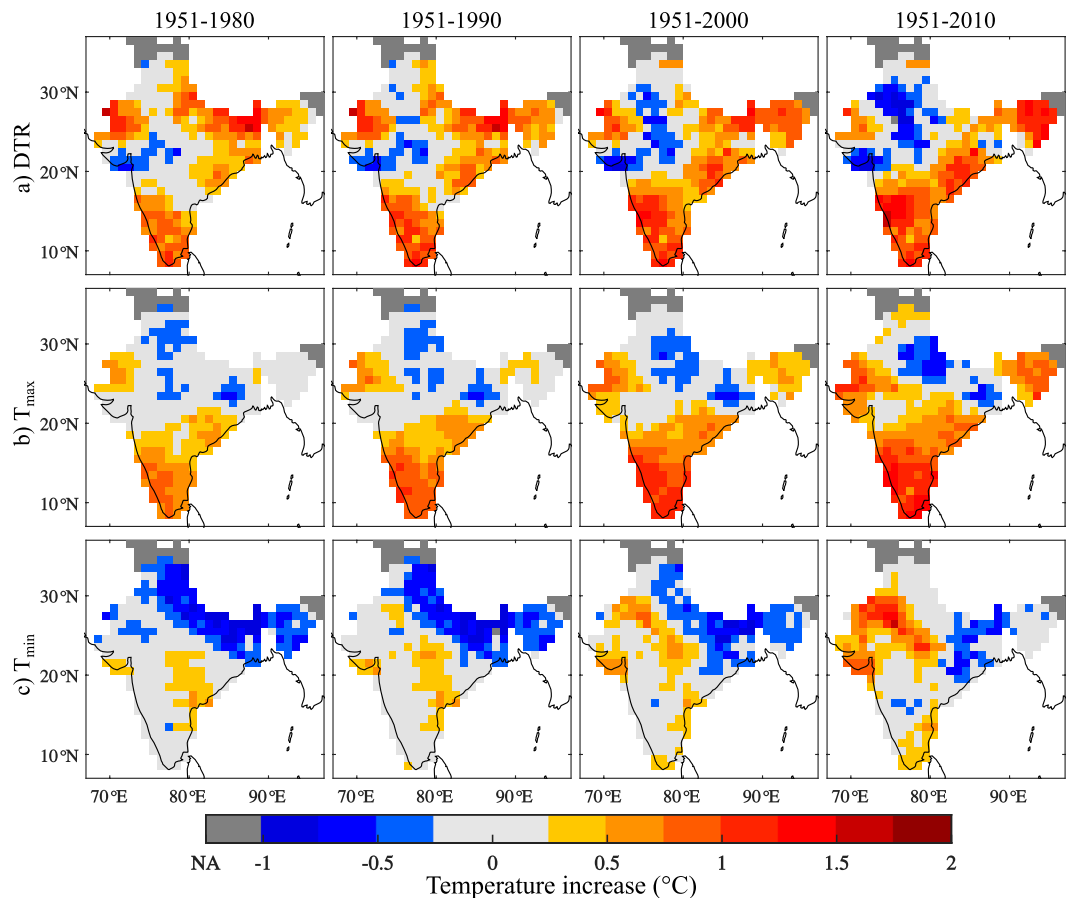 1951-1980 1951-1990 1951-2000 1951-2010
a) DTR
30°N
20°N
10°N
b) Tmax
30°N
20°N
10°N
c) Tmin
30°N
20°N
10°N
70°E 80°E 90°E 70°E 80°E 90°E 70°E 80°E 90°E 70°E 80°E 90°E
NA -1 -0.5 0 0.5 1 1.5 2
Temperature increase (°C)